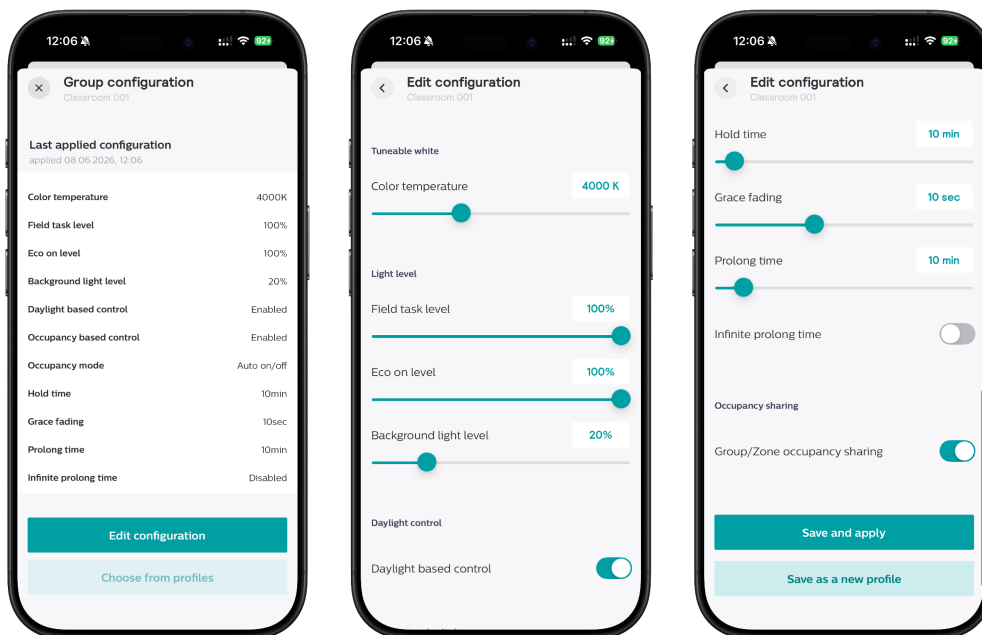 12:06
92
Group configuration
Classroom 001
Last applied configuration
applied 08.06.2026, 12:06
Color temperature 4000K
Field task level 100%
Eco on level 100%
Background light level 20%
Daylight based control Enabled
Occupancy based control Enabled
Occupancy mode Auto on/off
Hold time 10min
Grace fading 10sec
Prolong time 10min
Infinite prolong time Disabled
Edit configuration
Choose from profiles
12:06
92
Edit configuration
Classroom 001
Tuneable white
Color temperature 4000 K
Light level
Field task level 100%
Eco on level 100%
Background light level 20%
Daylight control
Daylight based control
12:06
92
Edit configuration
Classroom 001
Hold time 10 min
Grace fading 10 sec
Prolong time 10 min
Infinite prolong time
Occupancy sharing
Group/Zone occupancy sharing
Save and apply
Save as a new profile